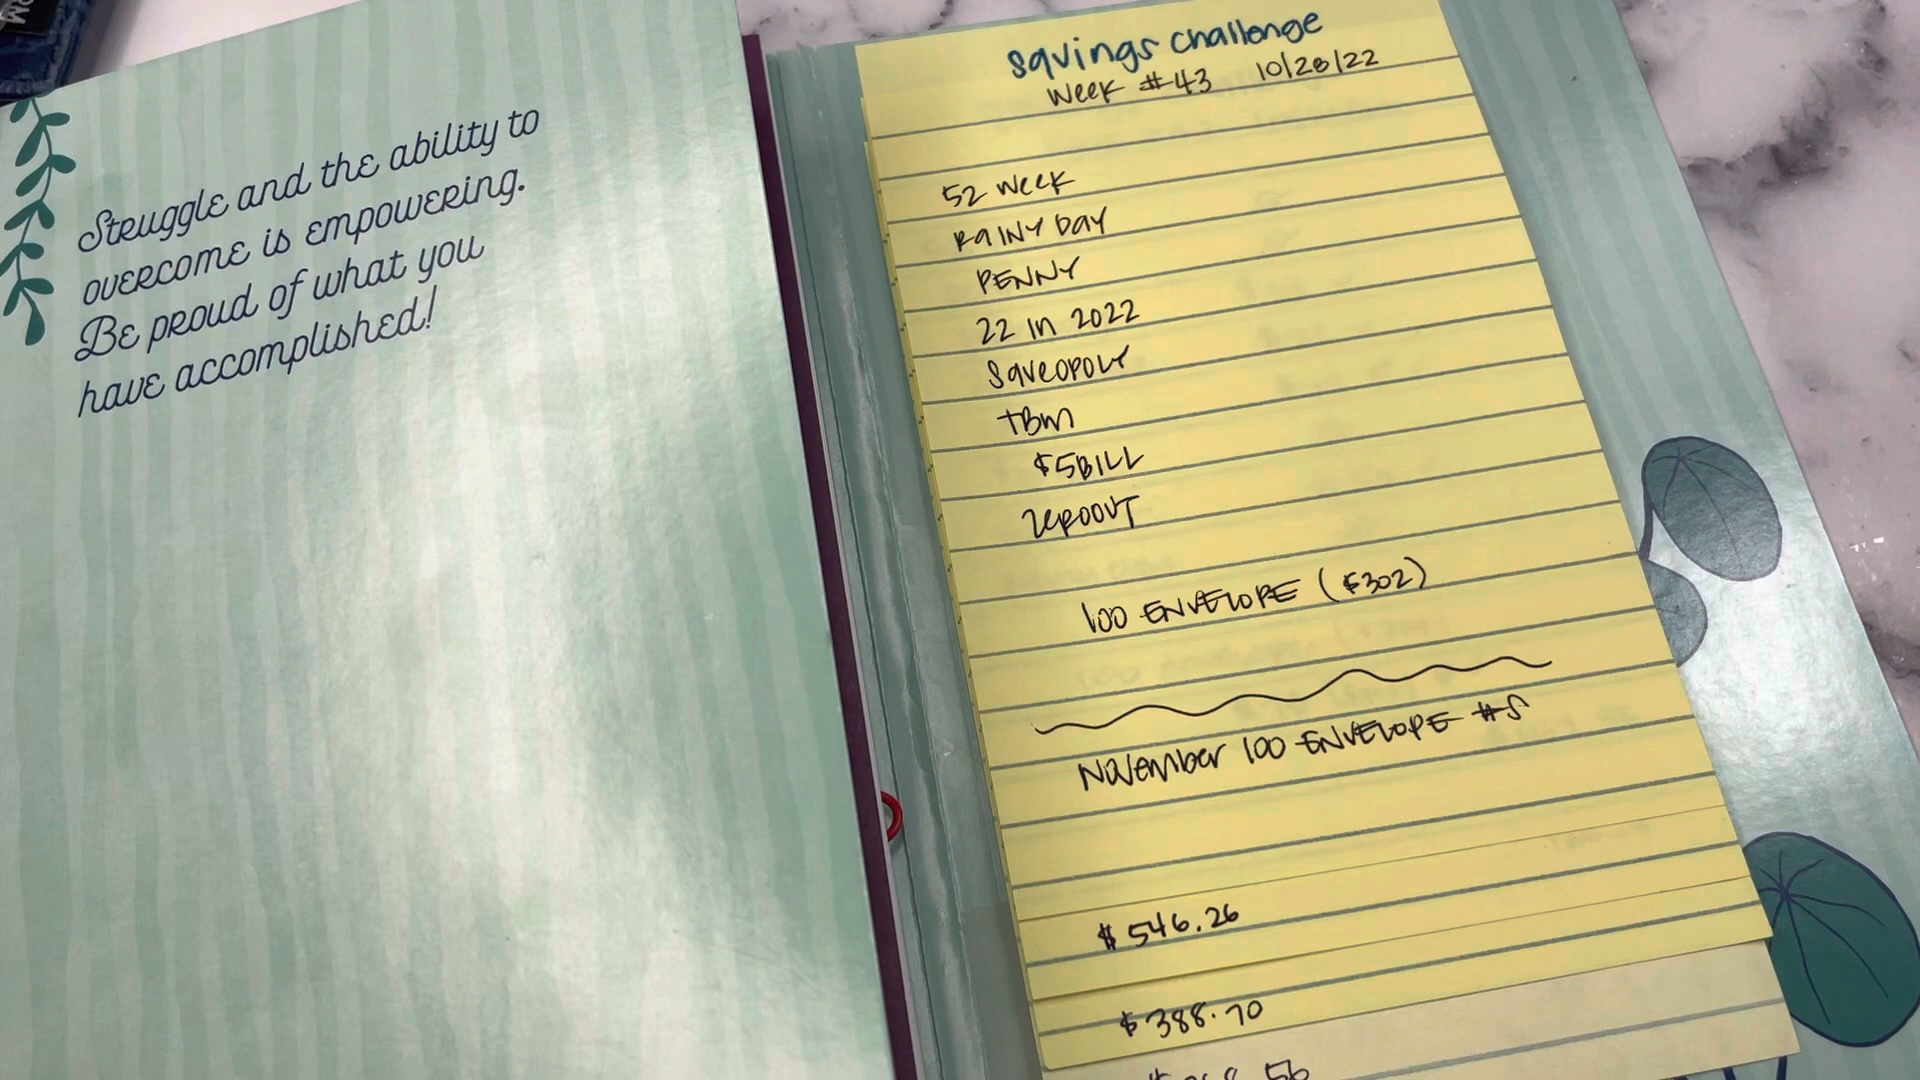 Struggle and the ability to
overcome is empowering.
Be proud of what you
have accomplished!
savings challenge
Week #43 10/28/22
52 Week
RAINY DAY
PENNY
22 in 2022
Saveopoly
TBM
$5 BILL
ZEROOUT
100 ENVELOPE ($302)
November 100 ENVELOPE #S
$546.26
$388.70